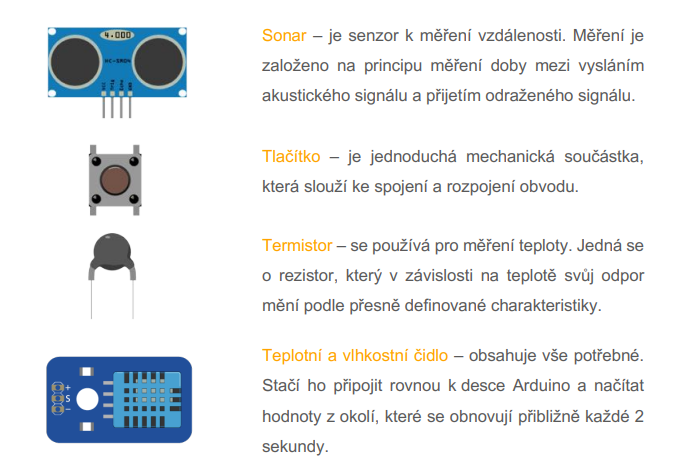 4.000
HC-SR04
Sonar – je senzor k měření vzdálenosti. Měření je
založeno na principu měření doby mezi vysláním
akustického signálu a přijetím odraženého signálu.
Tlačítko – je jednoduchá mechanická součástka,
která slouží ke spojení a rozpojení obvodu.
Termistor – se používá pro měření teploty. Jedná se
o rezistor, který v závislosti na teplotě svůj odpor
mění podle přesně definované charakteristiky.
Teplotní a vlhkostní čidlo – obsahuje vše potřebné.
Stačí ho připojit rovnou k desce Arduino a načítat
hodnoty z okolí, které se obnovují přibližně každé 2
sekundy.
+
S
−